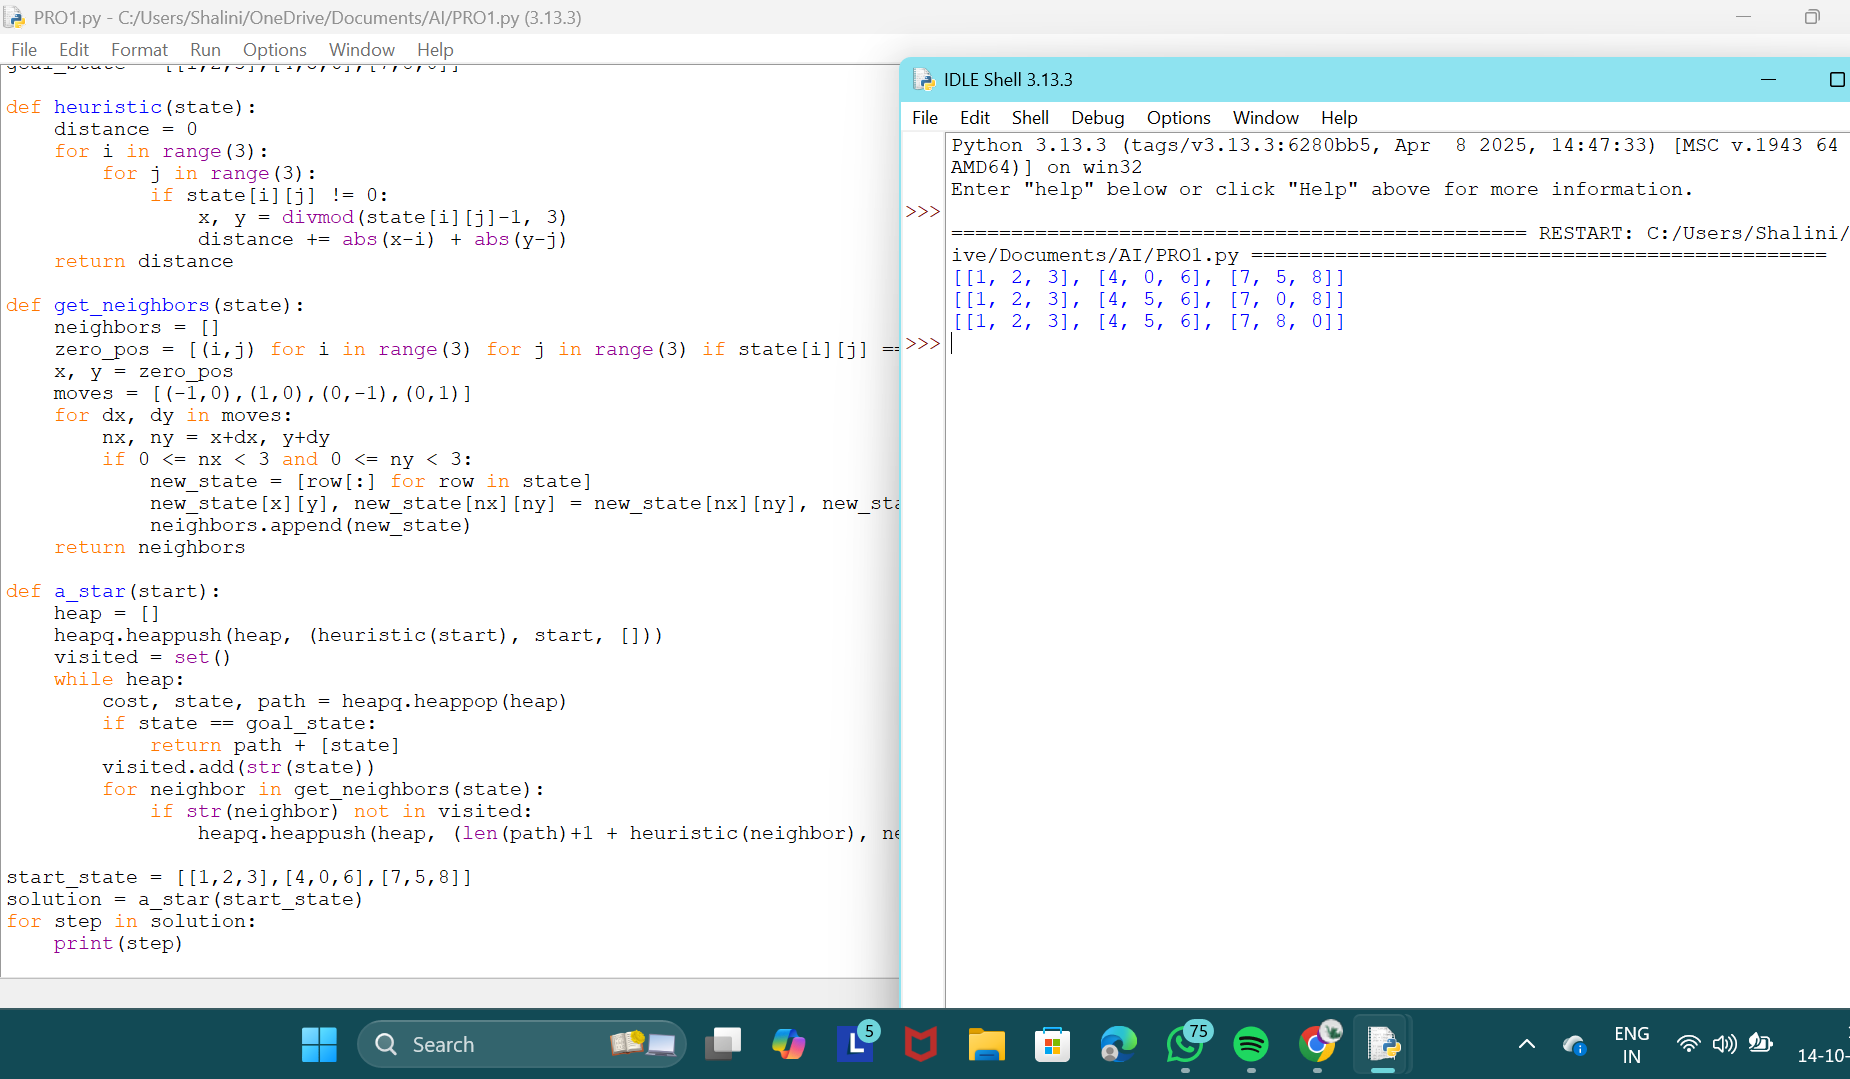 PRO1.py - C:/Users/Shalini/OneDrive/Documents/AI/PRO1.py (3.13.3)
File Edit Format Run Options Window Help
def heuristic(state):
    distance = 0
    for i in range(3):
        for j in range(3):
            if state[i][j] != 0:
                x, y = divmod(state[i][j]-1, 3)
                distance += abs(x-i) + abs(y-j)
    return distance
def get_neighbors(state):
    neighbors = []
    zero_pos = [(i,j) for i in range(3) for j in range(3) if state[i][j] ==
    x, y = zero_pos
    moves = [(-1,0),(1,0),(0,-1),(0,1)]
    for dx, dy in moves:
        nx, ny = x+dx, y+dy
        if 0 <= nx < 3 and 0 <= ny < 3:
            new_state = [row[:] for row in state]
            new_state[x][y], new_state[nx][ny] = new_state[nx][ny], new_sta
            neighbors.append(new_state)
    return neighbors
def a_star(start):
    heap = []
    heapq.heappush(heap, (heuristic(start), start, []))
    visited = set()
    while heap:
        cost, state, path = heapq.heappop(heap)
        if state == goal_state:
            return path + [state]
        visited.add(str(state))
        for neighbor in get_neighbors(state):
            if str(neighbor) not in visited:
                heapq.heappush(heap, (len(path)+1 + heuristic(neighbor), ne
start_state = [[1,2,3],[4,0,6],[7,5,8]]
solution = a_star(start_state)
for step in solution:
    print(step)
IDLE Shell 3.13.3
File Edit Shell Debug Options Window Help
Python 3.13.3 (tags/v3.13.3:6280bb5, Apr  8 2025, 14:47:33) [MSC v.1943 64
AMD64)] on win32
Enter "help" below or click "Help" above for more information.
>>>
================================================ RESTART: C:/Users/Shalini/
ive/Documents/AI/PRO1.py ================================================
[[1, 2, 3], [4, 0, 6], [7, 5, 8]]
[[1, 2, 3], [4, 5, 6], [7, 0, 8]]
[[1, 2, 3], [4, 5, 6], [7, 8, 0]]
>>>
Search
L 5
75
ENG
IN
14-10-